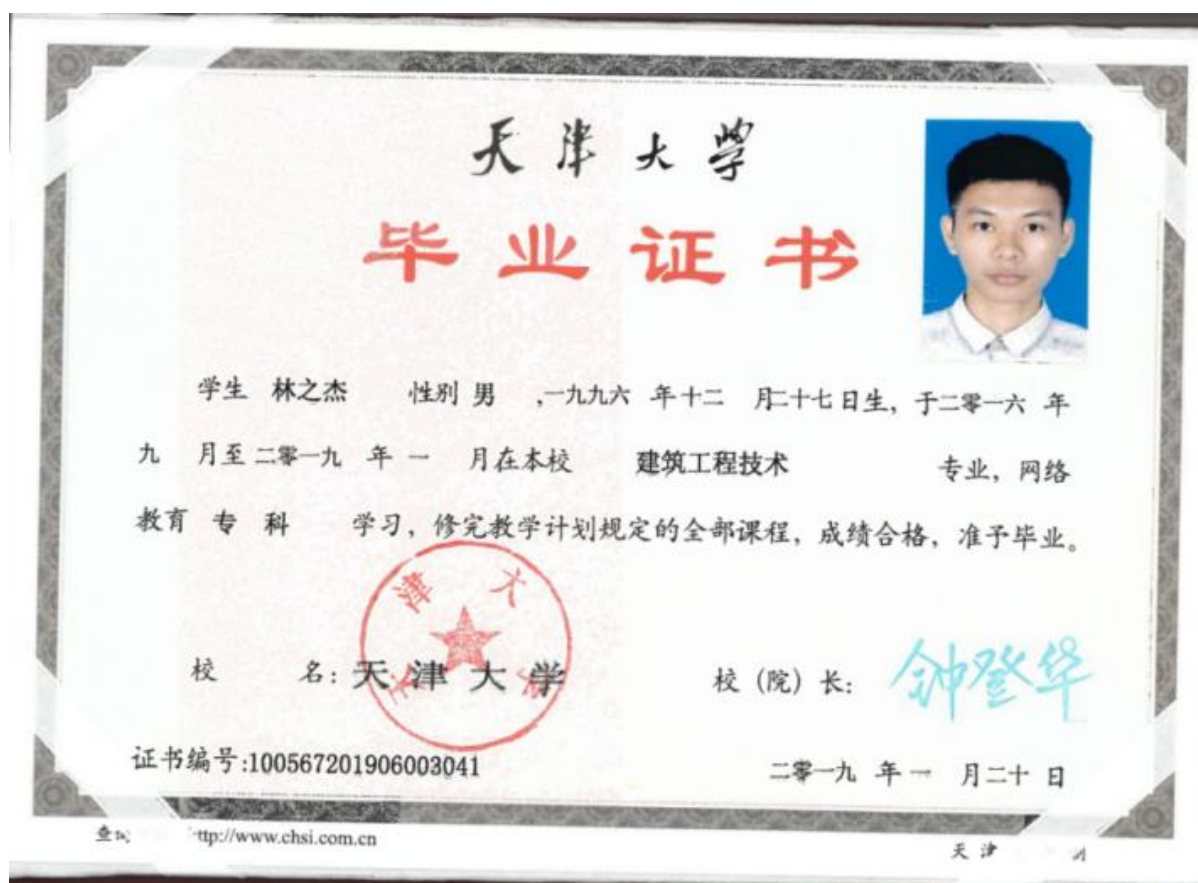 天津大学
毕业证书
学生 林之杰 性别 男 ,一九九六 年十二 月二十七日生，于二零一六 年
九 月至二零一九 年 一 月在本校 建筑工程技术 专业，网络
教育 专 科 学习，修完教学计划规定的全部课程，成绩合格，准予毕业。
天津大学
校 名：天津大学 校（院）长：钟登华
证书编号:100567201906003041 二零一九 年 一 月二十 日
ttp://www.chsi.com.cn 天津